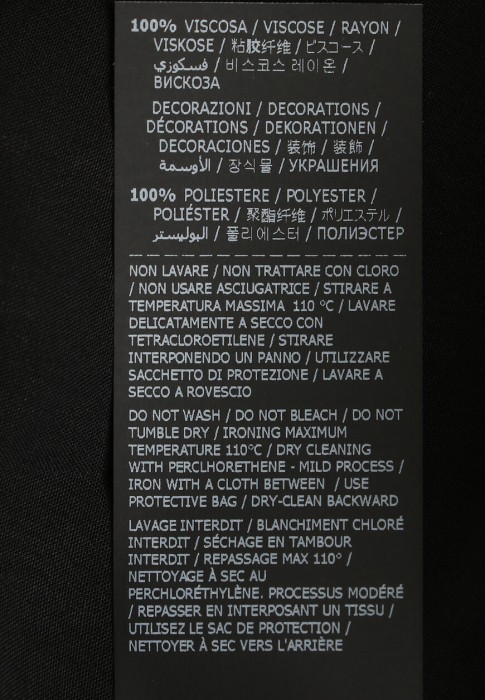 100% VISCOSA / VISCOSE / RAYON /
VISKOSE / 粘胶纤维 / ビスコース /
فسكوزي / 비스코스 레이온 /
ВИСКОЗА
DECORAZIONI / DECORATIONS /
DÉCORATIONS / DEKORATIONEN /
DECORACIONES / 装饰 / 装飾 /
الأوسمة / 장식물 / УКРАШЕНИЯ
100% POLIESTERE / POLYESTER /
POLIÉSTER / 聚酯纤维 / ポリエステル /
البوليستر / 폴리에스터 / ПОЛИЭСТЕР
NON LAVARE / NON TRATTARE CON CLORO
/ NON USARE ASCIUGATRICE / STIRARE A
TEMPERATURA MASSIMA 110 °C / LAVARE
DELICATAMENTE A SECCO CON
TETRACLOROETILENE / STIRARE
INTERPONENDO UN PANNO / UTILIZZARE
SACCHETTO DI PROTEZIONE / LAVARE A
SECCO A ROVESCIO
DO NOT WASH / DO NOT BLEACH / DO NOT
TUMBLE DRY / IRONING MAXIMUM
TEMPERATURE 110°C / DRY CLEANING
WITH PERCLHORETHENE - MILD PROCESS /
IRON WITH A CLOTH BETWEEN / USE
PROTECTIVE BAG / DRY-CLEAN BACKWARD
LAVAGE INTERDIT / BLANCHIMENT CHLORÉ
INTERDIT / SÉCHAGE EN TAMBOUR
INTERDIT / REPASSAGE MAX 110° /
NETTOYAGE À SEC AU
PERCHLORÉTHYLÈNE. PROCESSUS MODÉRÉ
/ REPASSER EN INTERPOSANT UN TISSU /
UTILISEZ LE SAC DE PROTECTION /
NETTOYER À SEC VERS L'ARRIÈRE